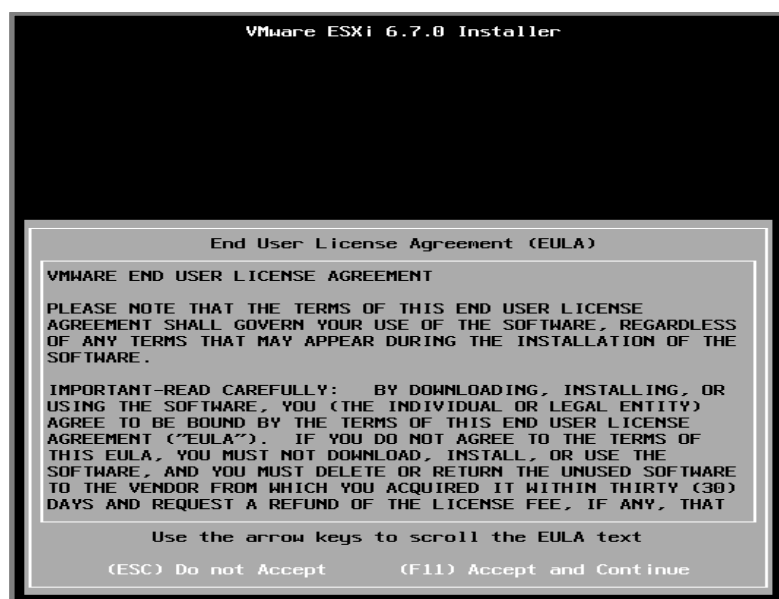 VMware ESXi 6.7.0 Installer
End User License Agreement (EULA)
VMWARE END USER LICENSE AGREEMENT
PLEASE NOTE THAT THE TERMS OF THIS END USER LICENSE
AGREEMENT SHALL GOVERN YOUR USE OF THE SOFTWARE, REGARDLESS
OF ANY TERMS THAT MAY APPEAR DURING THE INSTALLATION OF THE
SOFTWARE.
IMPORTANT-READ CAREFULLY:   BY DOWNLOADING, INSTALLING, OR
USING THE SOFTWARE, YOU (THE INDIVIDUAL OR LEGAL ENTITY)
AGREE TO BE BOUND BY THE TERMS OF THIS END USER LICENSE
AGREEMENT ("EULA").  IF YOU DO NOT AGREE TO THE TERMS OF
THIS EULA, YOU MUST NOT DOWNLOAD, INSTALL, OR USE THE
SOFTWARE, AND YOU MUST DELETE OR RETURN THE UNUSED SOFTWARE
TO THE VENDOR FROM WHICH YOU ACQUIRED IT WITHIN THIRTY (30)
DAYS AND REQUEST A REFUND OF THE LICENSE FEE, IF ANY, THAT
Use the arrow keys to scroll the EULA text
(ESC) Do not Accept      (F11) Accept and Continue